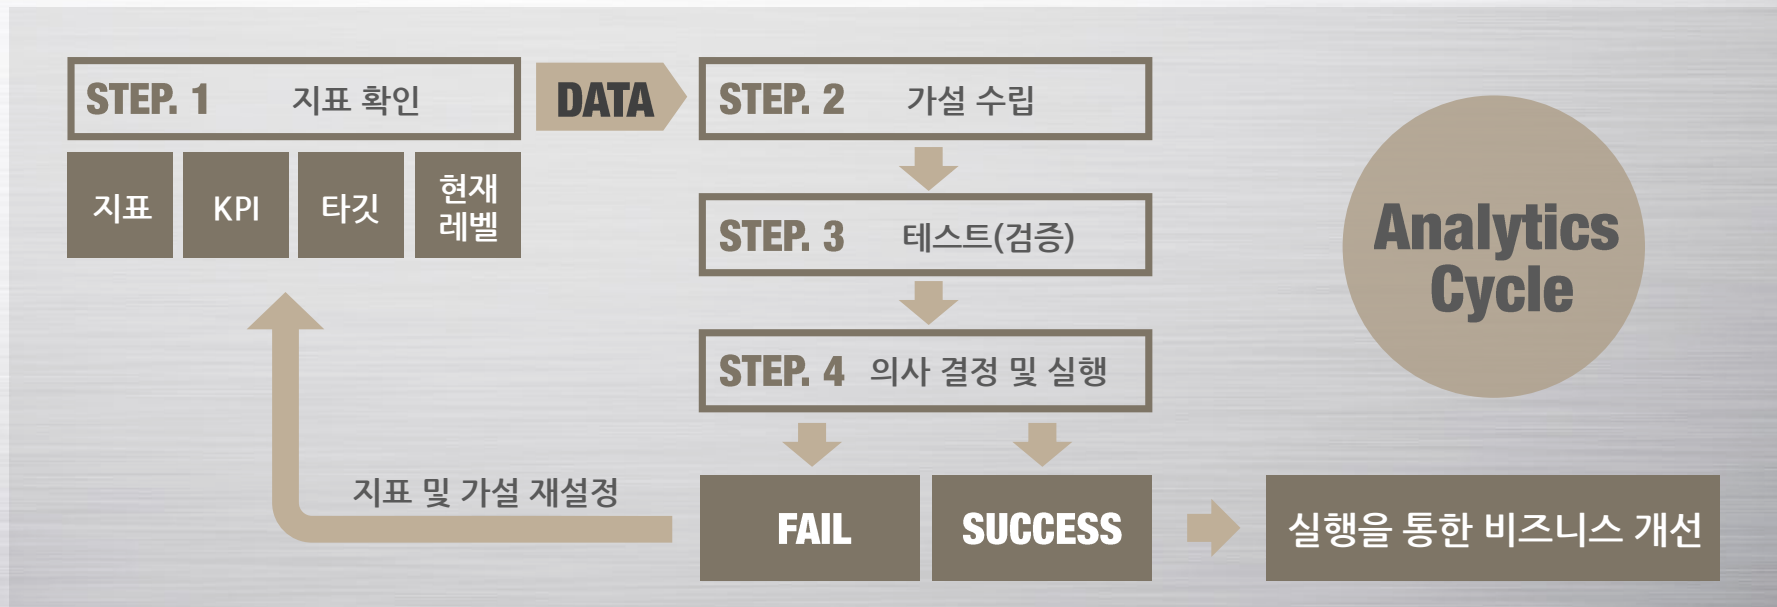 STEP. 1 지표 확인
지표
KPI
타깃
현재
레벨
DATA
STEP. 2 가설 수립
STEP. 3 테스트(검증)
STEP. 4 의사 결정 및 실행
FAIL
SUCCESS
지표 및 가설 재설정
실행을 통한 비즈니스 개선
Analytics
Cycle